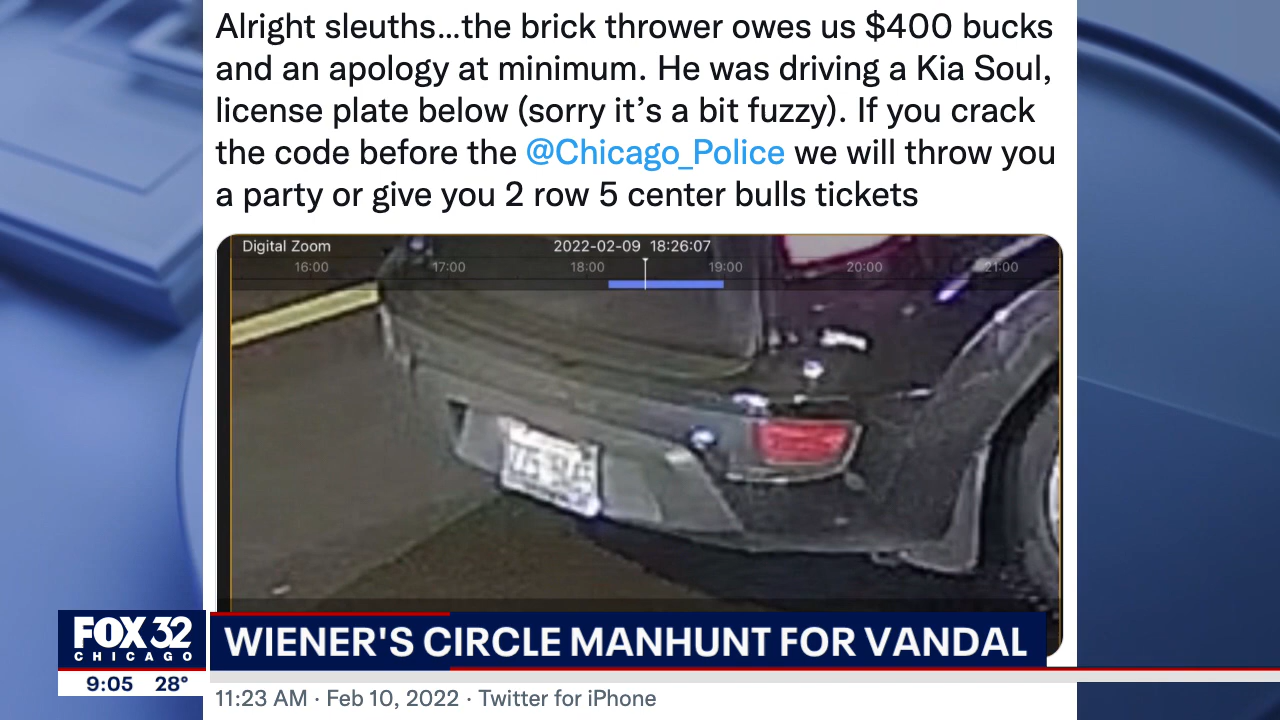 Alright sleuths...the brick thrower owes us $400 bucks
and an apology at minimum. He was driving a Kia Soul,
license plate below (sorry it's a bit fuzzy). If you crack
the code before the @Chicago_Police we will throw you
a party or give you 2 row 5 center bulls tickets
Digital Zoom
2022-02-09 18:26:07
16:00 17:00 18:00 19:00 20:00 21:00
FOX 32
CHICAGO
WIENER'S CIRCLE MANHUNT FOR VANDAL
9:05 28°
11:23 AM · Feb 10, 2022 · Twitter for iPhone